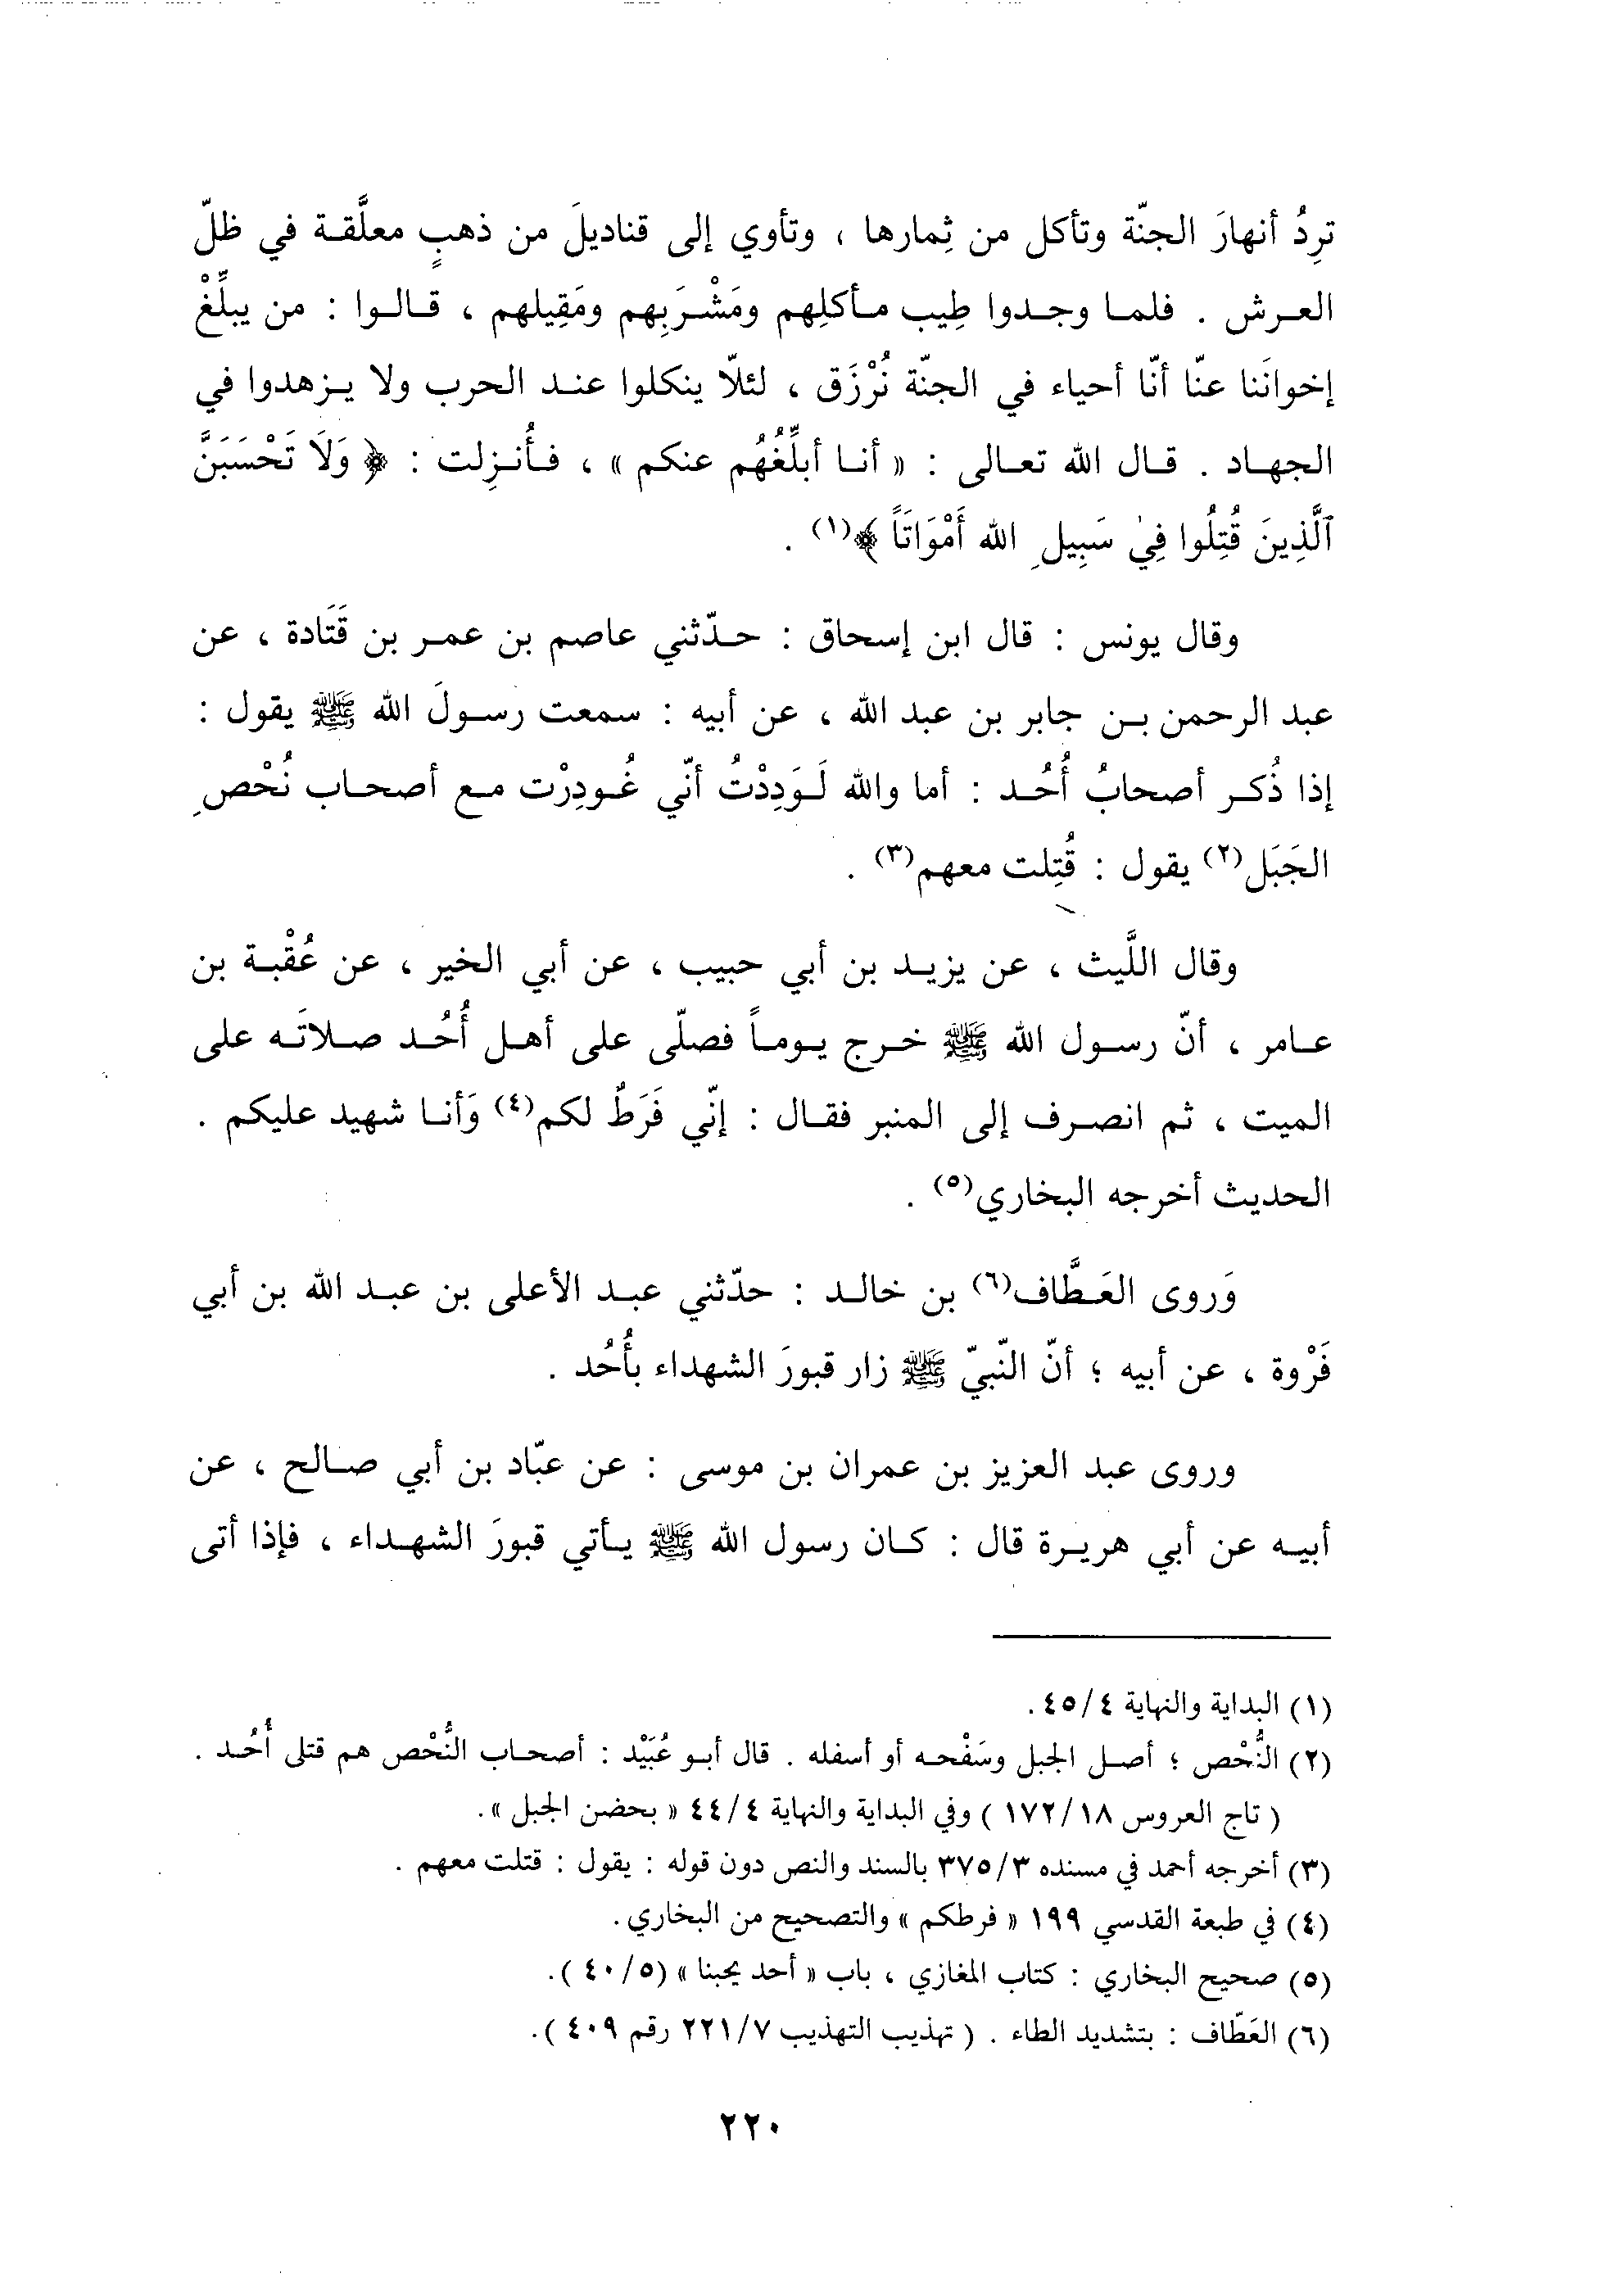 ترِدُ أنهارَ الجنّة وتأكل من ثِمارها ، وتأوي إلى قناديلَ من ذهبٍ معلَّقة في ظلّ
العرش . فلما وجدوا طِيب مأكلِهم ومَشْرَبِهم ومَقِيلهم ، قالوا : من يبلِّغْ
إخوانَنا عنّا أنّا أحياء في الجنّة نُرْزَق ، لئلّا ينكلوا عند الحرب ولا يزهدوا في
الجهاد . قال الله تعالى : « أنا أبلِّغُهُم عنكم » ، فأُنزِلت : ﴿ وَلَا تَحْسَبَنَّ
ٱلَّذِينَ قُتِلُوا فِي سَبِيلِ الله أَمْوَاتَاً ﴾(١) .
وقال يونس : قال ابن إسحاق : حدّثني عاصم بن عمر بن قَتَادة ، عن
عبد الرحمن بن جابر بن عبد الله ، عن أبيه : سمعت رسولَ الله ﷺ يقول :
إذا ذُكر أصحابُ أُحُد : أما والله لَوَدِدْتُ أنّي غُودِرْت مع أصحاب نُحْصِ
الجَبَل(٢) يقول : قُتِلت معهم(٣) .
وقال اللَّيث ، عن يزيد بن أبي حبيب ، عن أبي الخير ، عن عُقْبة بن
عامر ، أنّ رسول الله ﷺ خرج يوماً فصلّى على أهل أُحُد صلاتَه على
الميت ، ثم انصرف إلى المنبر فقال : إنّي فَرَطٌ لكم(٤) وَأنا شهيد عليكم .
الحديث أخرجه البخاري(٥) .
وَروى العَطَّاف(٦) بن خالد : حدّثني عبد الأعلى بن عبد الله بن أبي
فَرْوة ، عن أبيه ؛ أنّ النّبيّ ﷺ زار قبورَ الشهداء بأُحُد .
وروى عبد العزيز بن عمران بن موسى : عن عبّاد بن أبي صالح ، عن
أبيه عن أبي هريرة قال : كان رسول الله ﷺ يأتي قبورَ الشهداء ، فإذا أتى
(١) البداية والنهاية ٤/٤٥ .
(٢) النُّحْص ؛ أصل الجبل وسَفْحه أو أسفله . قال أبو عُبَيْد : أصحاب النُّحْص هم قتلى أُحُد .
( تاج العروس ١٨/١٧٢ ) وفي البداية والنهاية ٤/٤٤ « بحضن الجبل » .
(٣) أخرجه أحمد في مسنده ٣/٣٧٥ بالسند والنص دون قوله : يقول : قتلت معهم .
(٤) في طبعة القدسي ١٩٩ « فرطكم » والتصحيح من البخاري .
(٥) صحيح البخاري : كتاب المغازي ، باب « أحد يحبنا » (٥/٤٠ ) .
(٦) العَطّاف : بتشديد الطاء . ( تهذيب التهذيب ٧/٢٢١ رقم ٤٠٩ ) .
٢٢٠